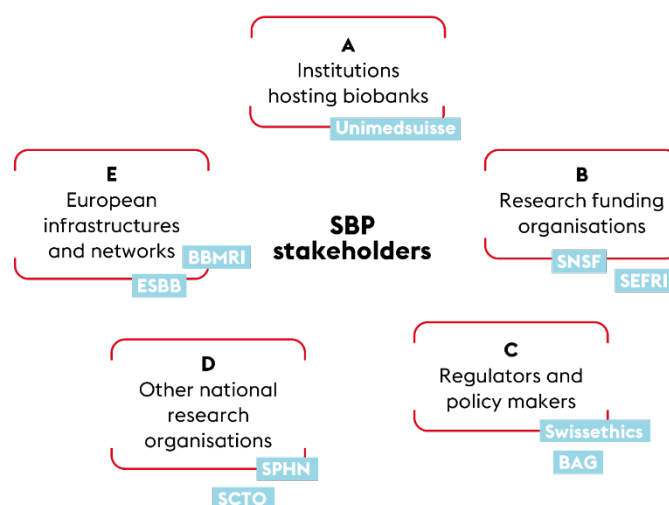 A
Institutions
hosting biobanks
Unimedsuisse
E
European
infrastructures
and networks
BBMRI
ESBB
SBP
stakeholders
B
Research funding
organisations
SNSF
SEFRI
D
Other national
research
organisations
SPHN
SCTO
C
Regulators and
policy makers
Swissethics
BAG